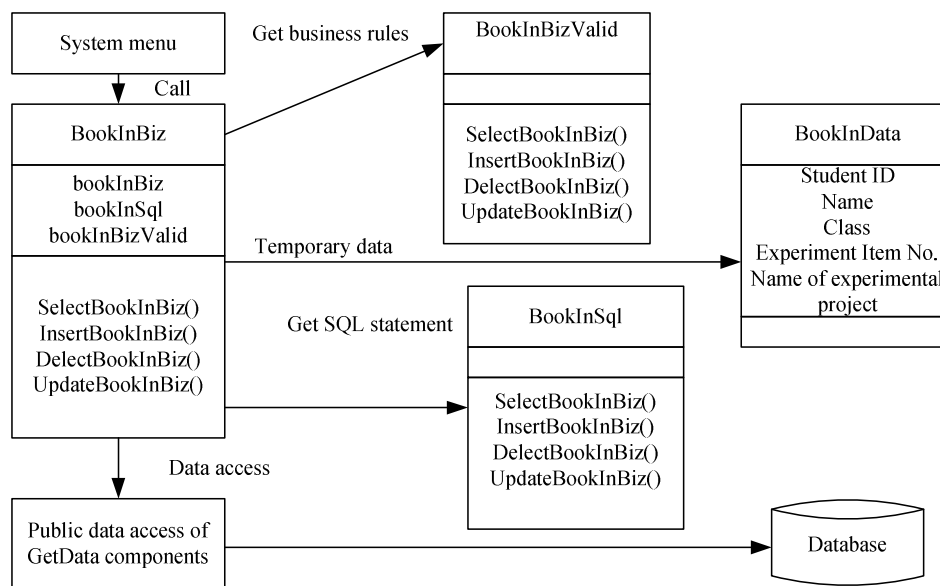 System menu
Call
BookInBiz
bookInBiz
bookInSql
bookInBizValid
SelectBookInBiz()
InsertBookInBiz()
DelectBookInBiz()
UpdateBookInBiz()
Get business rules
BookInBizValid
SelectBookInBiz()
InsertBookInBiz()
DelectBookInBiz()
UpdateBookInBiz()
Temporary data
BookInData
Student ID
Name
Class
Experiment Item No.
Name of experimental
project
Get SQL statement
BookInSql
SelectBookInBiz()
InsertBookInBiz()
DelectBookInBiz()
UpdateBookInBiz()
Data access
Public data access of
GetData components
Database